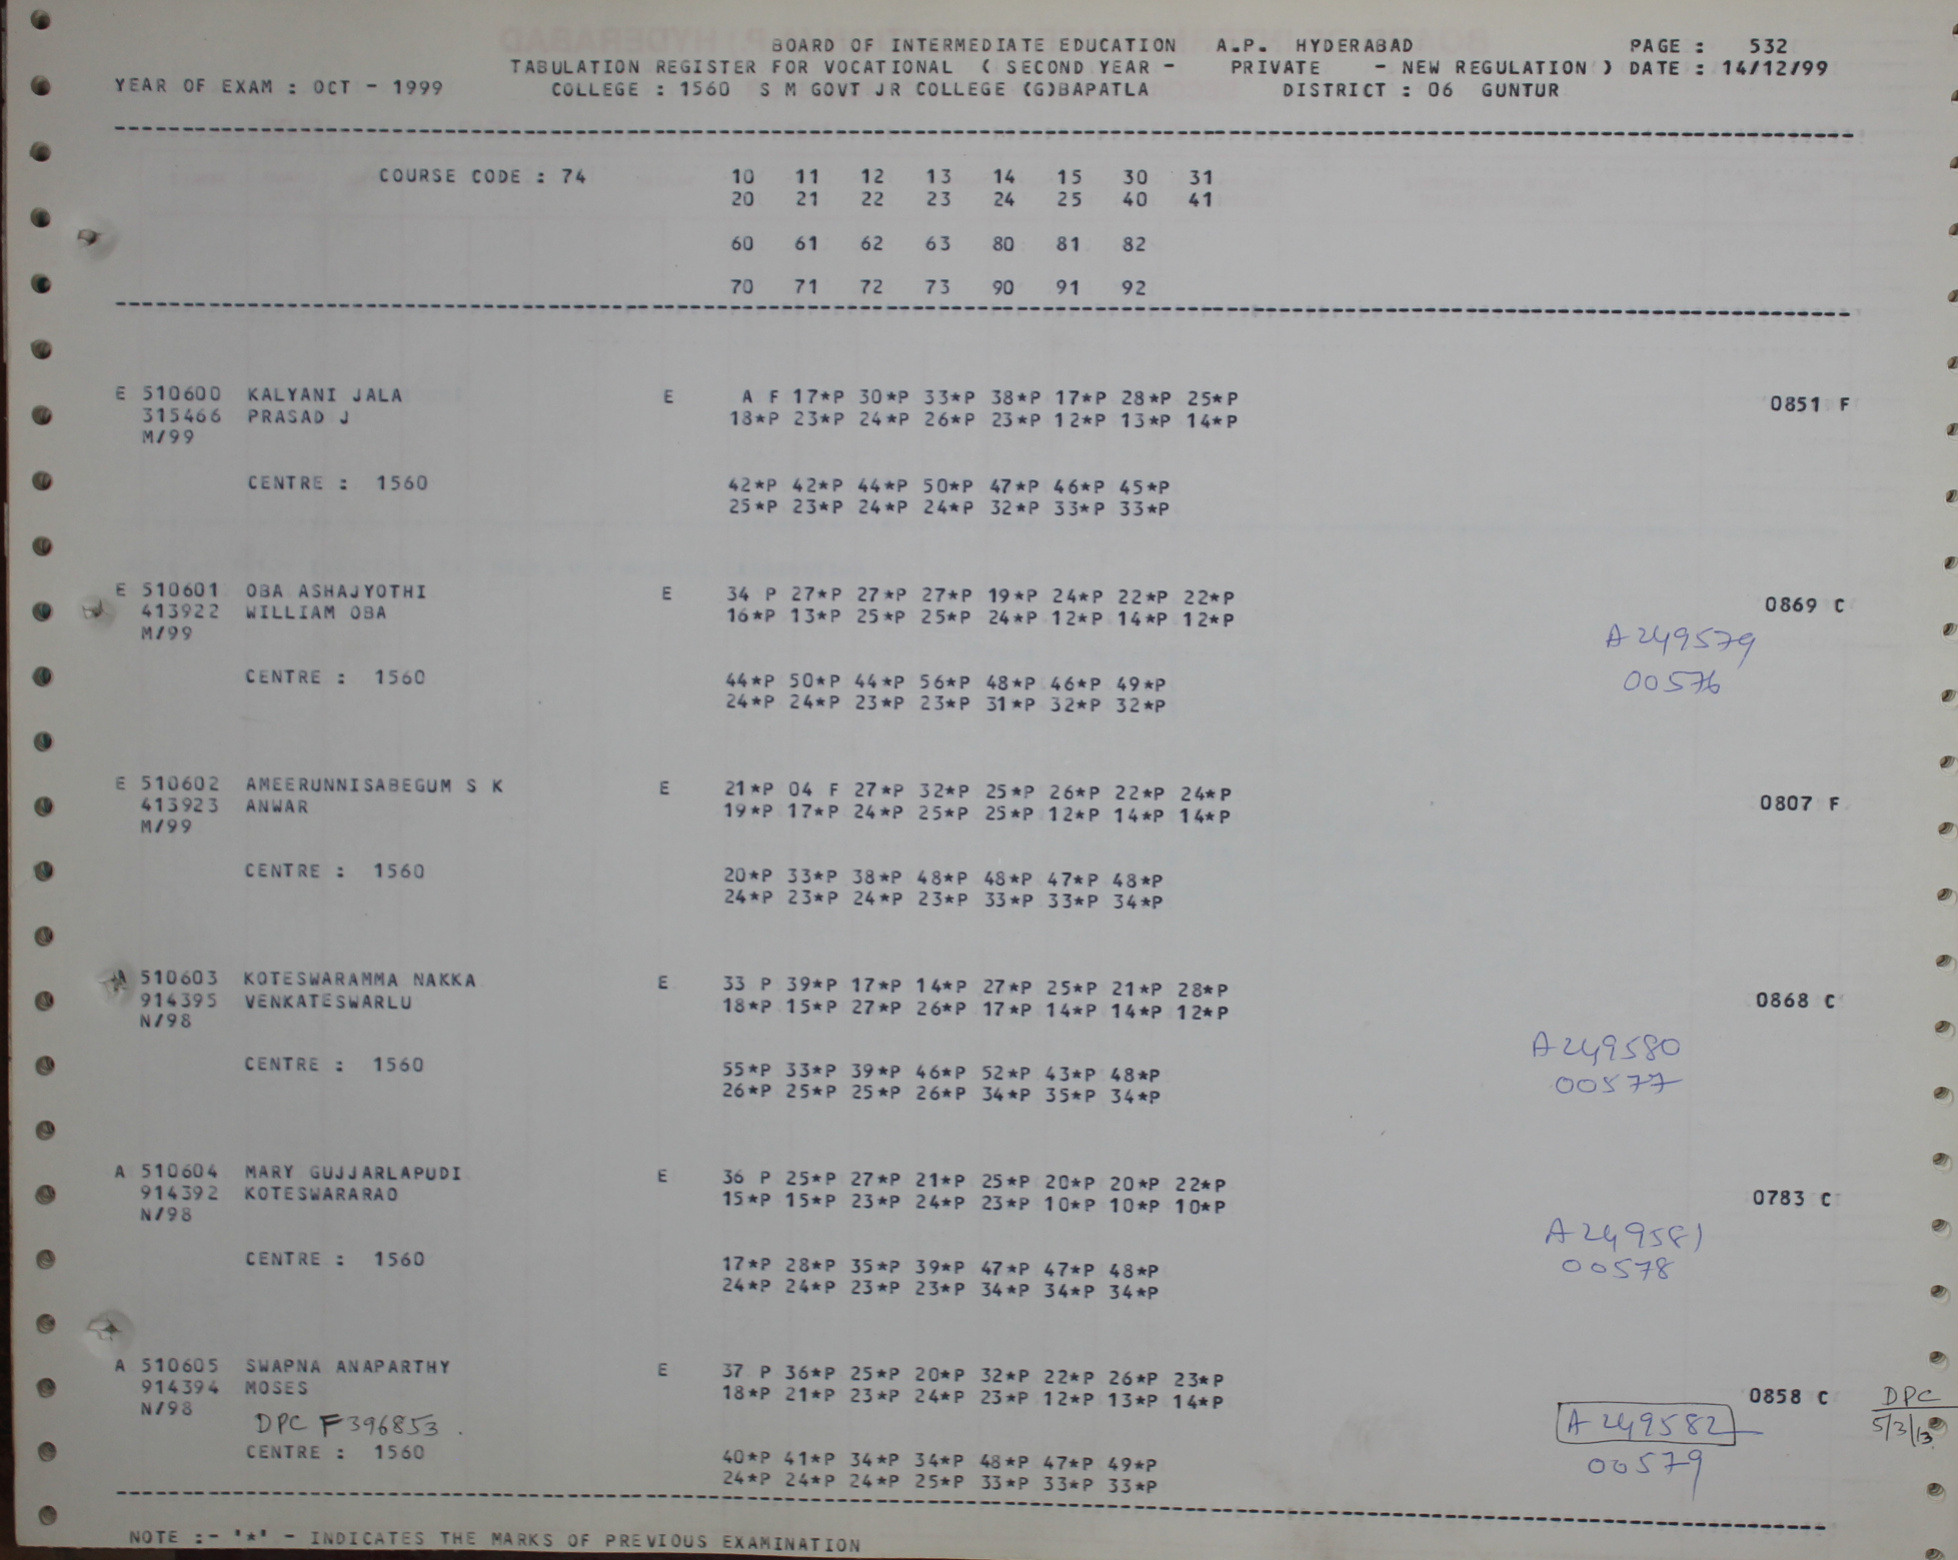 BOARD OF INTERMEDIATE EDUCATION A.P. HYDERABAD PAGE : 532
TABULATION REGISTER FOR VOCATIONAL ( SECOND YEAR - PRIVATE - NEW REGULATION ) DATE : 14/12/99
YEAR OF EXAM : OCT - 1999 COLLEGE : 1560 S M GOVT JR COLLEGE (G)BAPATLA DISTRICT : 06 GUNTUR
COURSE CODE : 74 10 11 12 13 14 15 30 31
20 21 22 23 24 25 40 41
60 61 62 63 80 81 82
70 71 72 73 90 91 92
E 510600 KALYANI JALA E A F 17*P 30*P 33*P 38*P 17*P 28*P 25*P 0851 F
315466 PRASAD J 18*P 23*P 24*P 26*P 23*P 12*P 13*P 14*P
M/99
CENTRE : 1560 42*P 42*P 44*P 50*P 47*P 46*P 45*P
25*P 23*P 24*P 24*P 32*P 33*P 33*P
E 510601 OBA ASHAJYOTHI E 34 P 27*P 27*P 27*P 19*P 24*P 22*P 22*P 0869 C
413922 WILLIAM OBA 16*P 13*P 25*P 25*P 24*P 12*P 14*P 12*P
M/99 A 249579
CENTRE : 1560 44*P 50*P 44*P 56*P 48*P 46*P 49*P 00576
24*P 24*P 23*P 23*P 31*P 32*P 32*P
E 510602 AMEERUNNISABEGUM S K E 21*P 04 F 27*P 32*P 25*P 26*P 22*P 24*P 0807 F
413923 ANWAR 19*P 17*P 24*P 25*P 25*P 12*P 14*P 14*P
M/99
CENTRE : 1560 20*P 33*P 38*P 48*P 48*P 47*P 48*P
24*P 23*P 24*P 23*P 33*P 33*P 34*P
A 510603 KOTESWARAMMA NAKKA E 33 P 39*P 17*P 14*P 27*P 25*P 21*P 28*P 0868 C
914395 VENKATESWARLU 18*P 15*P 27*P 26*P 17*P 14*P 14*P 12*P
N/98 A 249580
CENTRE : 1560 55*P 33*P 39*P 46*P 52*P 43*P 48*P 00577
26*P 25*P 25*P 26*P 34*P 35*P 34*P
A 510604 MARY GUJJARLAPUDI E 36 P 25*P 27*P 21*P 25*P 20*P 20*P 22*P 0783 C
914392 KOTESWARARAO 15*P 15*P 23*P 24*P 23*P 10*P 10*P 10*P
N/98 A 249581
CENTRE : 1560 17*P 28*P 35*P 39*P 47*P 47*P 48*P 00578
24*P 24*P 23*P 23*P 34*P 34*P 34*P
A 510605 SWAPNA ANAPARTHY E 37 P 36*P 25*P 20*P 32*P 22*P 26*P 23*P 0858 C DPC
914394 MOSES 18*P 21*P 23*P 24*P 23*P 12*P 13*P 14*P 5/3/13
N/98 DPC F396853. A 249582
CENTRE : 1560 40*P 41*P 34*P 34*P 48*P 47*P 49*P 00579
24*P 24*P 24*P 25*P 33*P 33*P 33*P
NOTE :- '*' - INDICATES THE MARKS OF PREVIOUS EXAMINATION